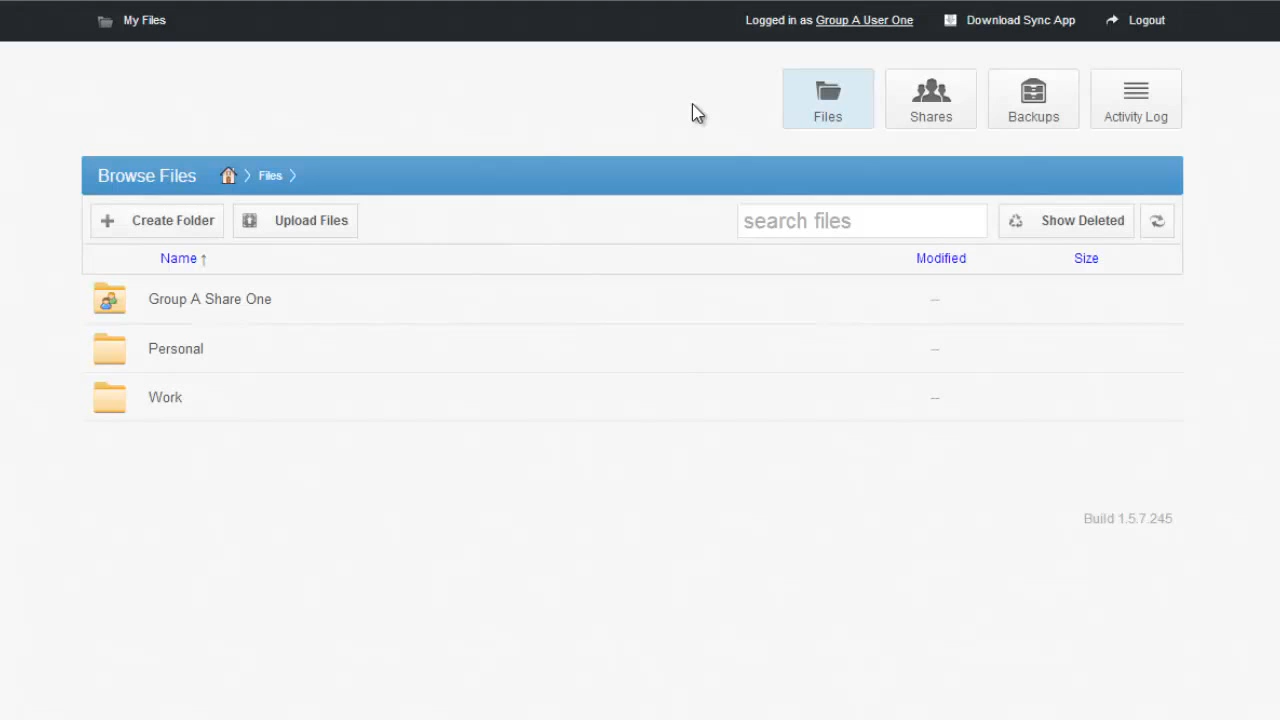 My Files
Logged in as Group A User One
Download Sync App
Logout
Files
Shares
Backups
Activity Log
Browse Files
Files
Create Folder
Upload Files
search files
Show Deleted
Name ↑
Modified
Size
Group A Share One
--
Personal
--
Work
--
Build 1.5.7.245